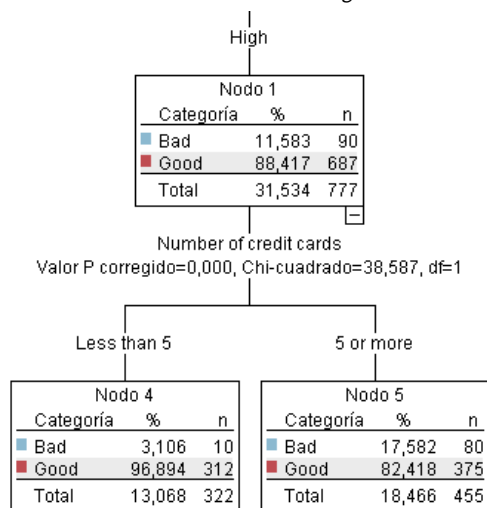 High
Nodo 1
Categoría % n
Bad 11,583 90
Good 88,417 687
Total 31,534 777
Number of credit cards
Valor P corregido=0,000, Chi-cuadrado=38,587, df=1
Less than 5 5 or more
Nodo 4 Nodo 5
Categoría % n Categoría % n
Bad 3,106 10 Bad 17,582 80
Good 96,894 312 Good 82,418 375
Total 13,068 322 Total 18,466 455